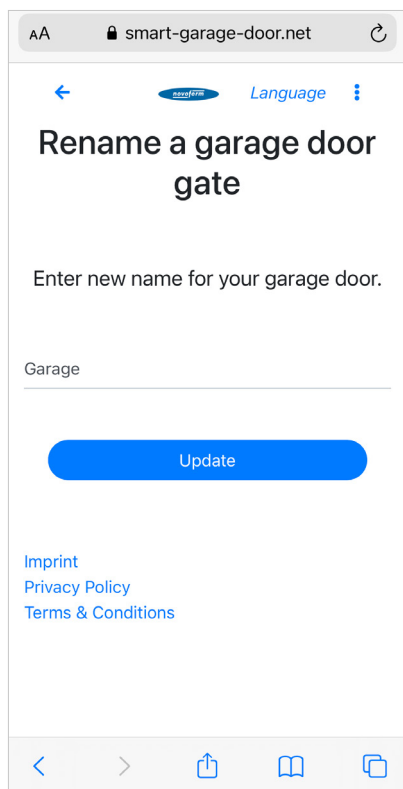 AA smart-garage-door.net
novoferm Language
Rename a garage door
gate
Enter new name for your garage door.
Garage
Update
Imprint
Privacy Policy
Terms & Conditions